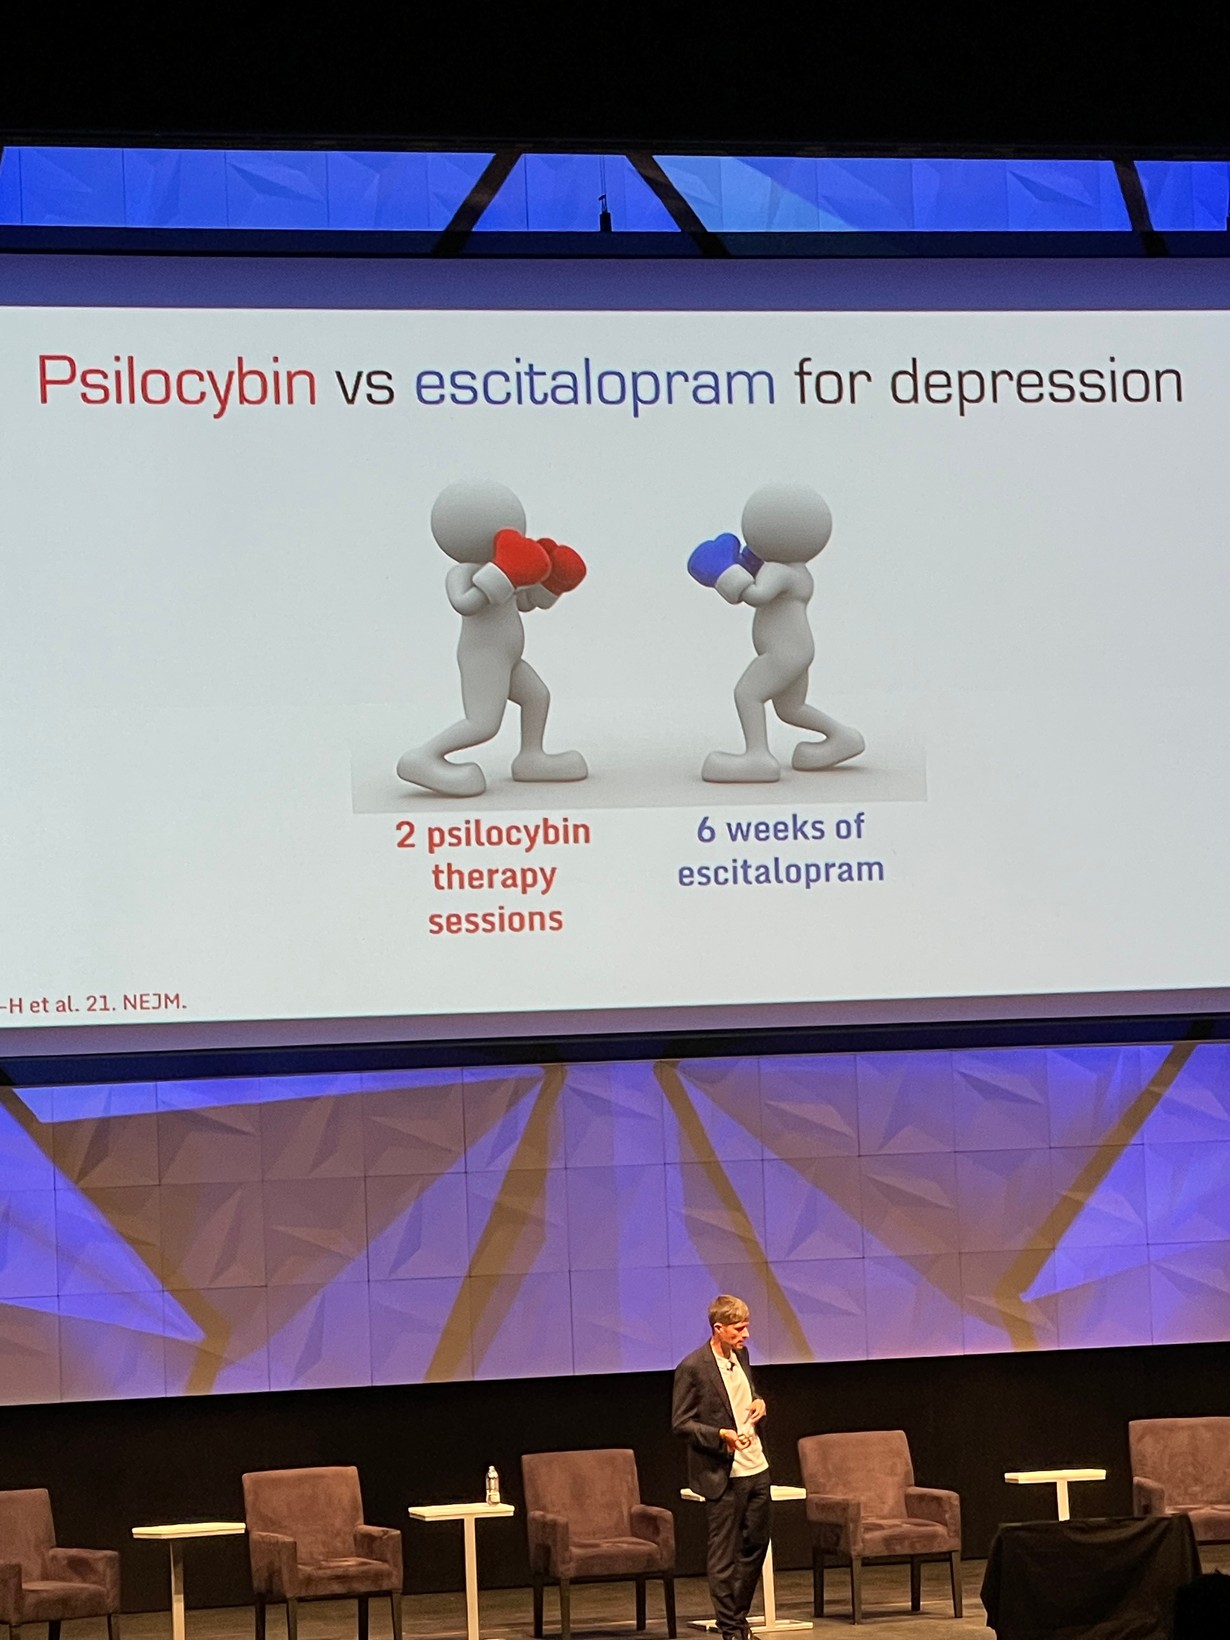 Psilocybin vs escitalopram for depression
2 psilocybin
therapy
sessions
6 weeks of
escitalopram
-H et al. 21. NEJM.